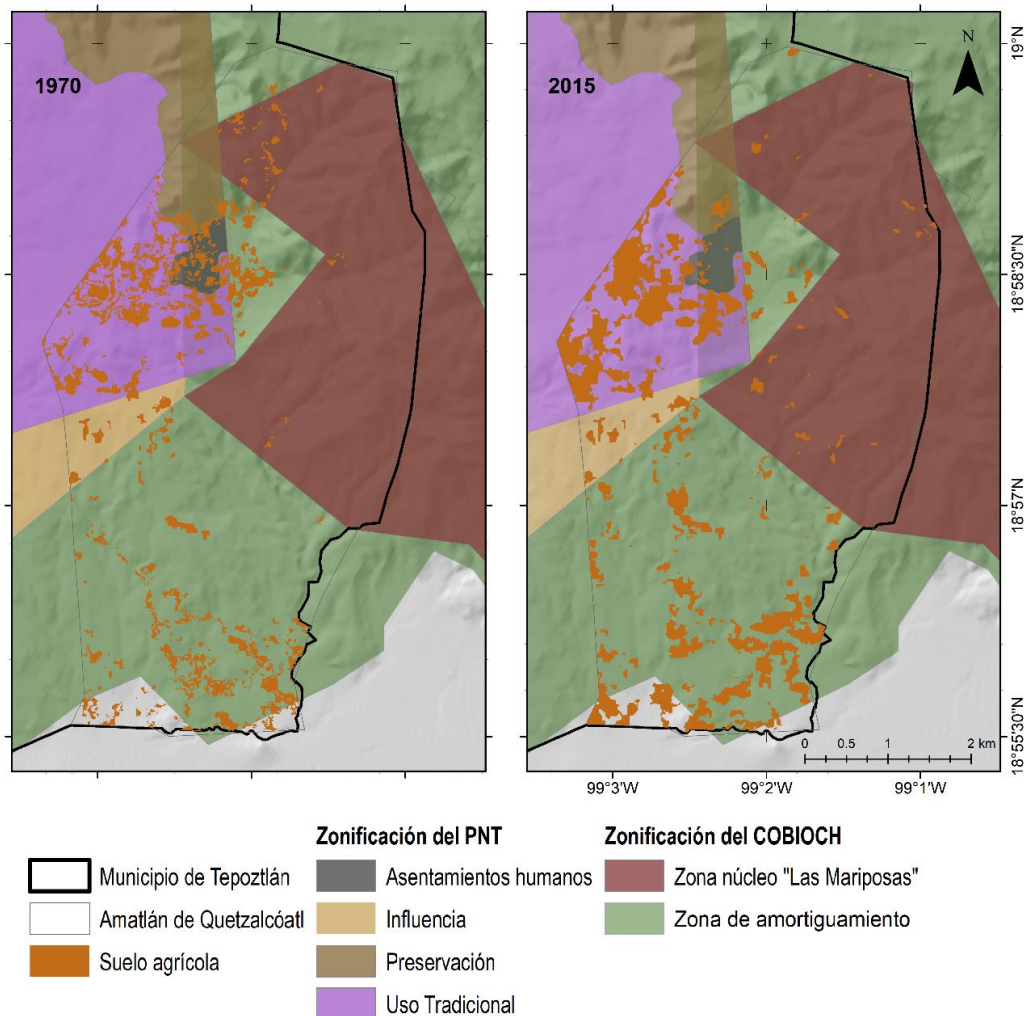 1970
2015
N
19°N
18°58'30"N
18°57'N
18°55'30"N
0 0.5 1 2 km
99°3'W 99°2'W 99°1'W
Zonificación del PNT
Zonificación del COBIOCH
Municipio de Tepoztlán
Asentamientos humanos
Zona núcleo "Las Mariposas"
Amatlán de Quetzalcóatl
Influencia
Zona de amortiguamiento
Suelo agrícola
Preservación
Uso Tradicional